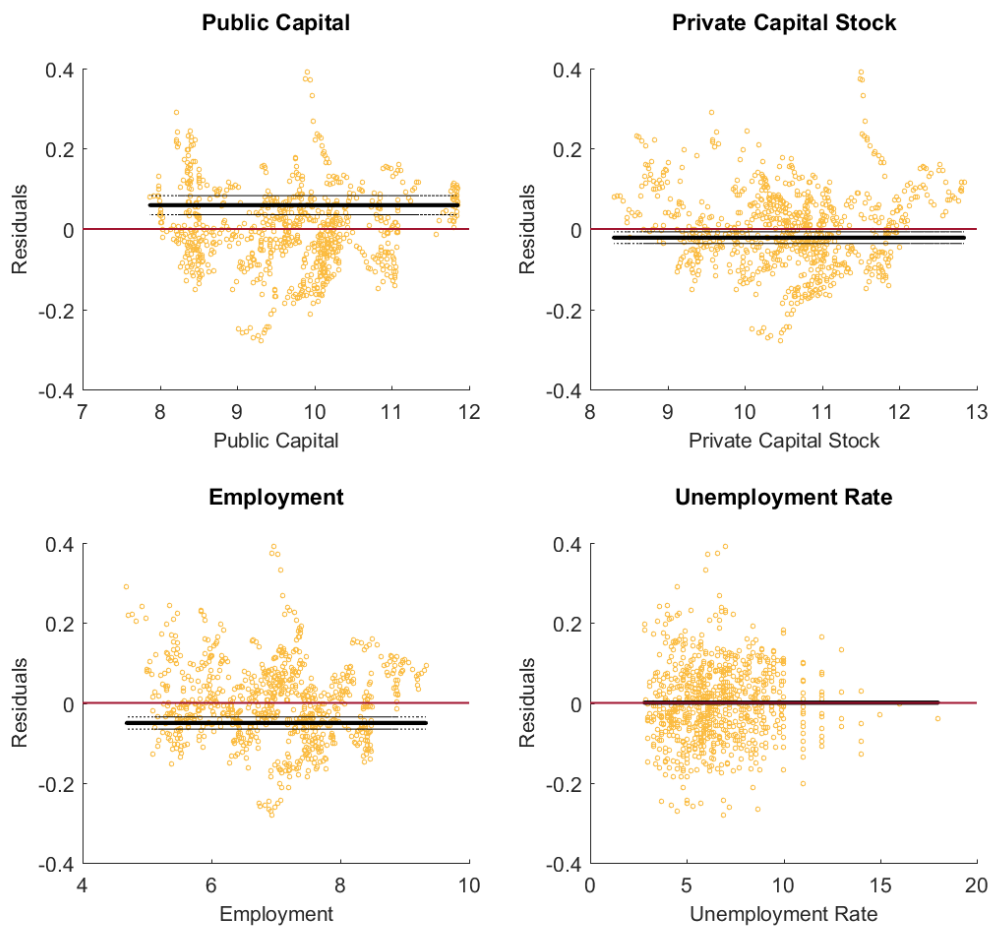 Public Capital
0.4
0.2
0
-0.2
-0.4
Residuals
7 8 9 10 11 12
Public Capital
Private Capital Stock
0.4
0.2
0
-0.2
-0.4
Residuals
8 9 10 11 12 13
Private Capital Stock
Employment
0.4
0.2
0
-0.2
-0.4
Residuals
4 6 8 10
Employment
Unemployment Rate
0.4
0.2
0
-0.2
-0.4
Residuals
0 5 10 15 20
Unemployment Rate